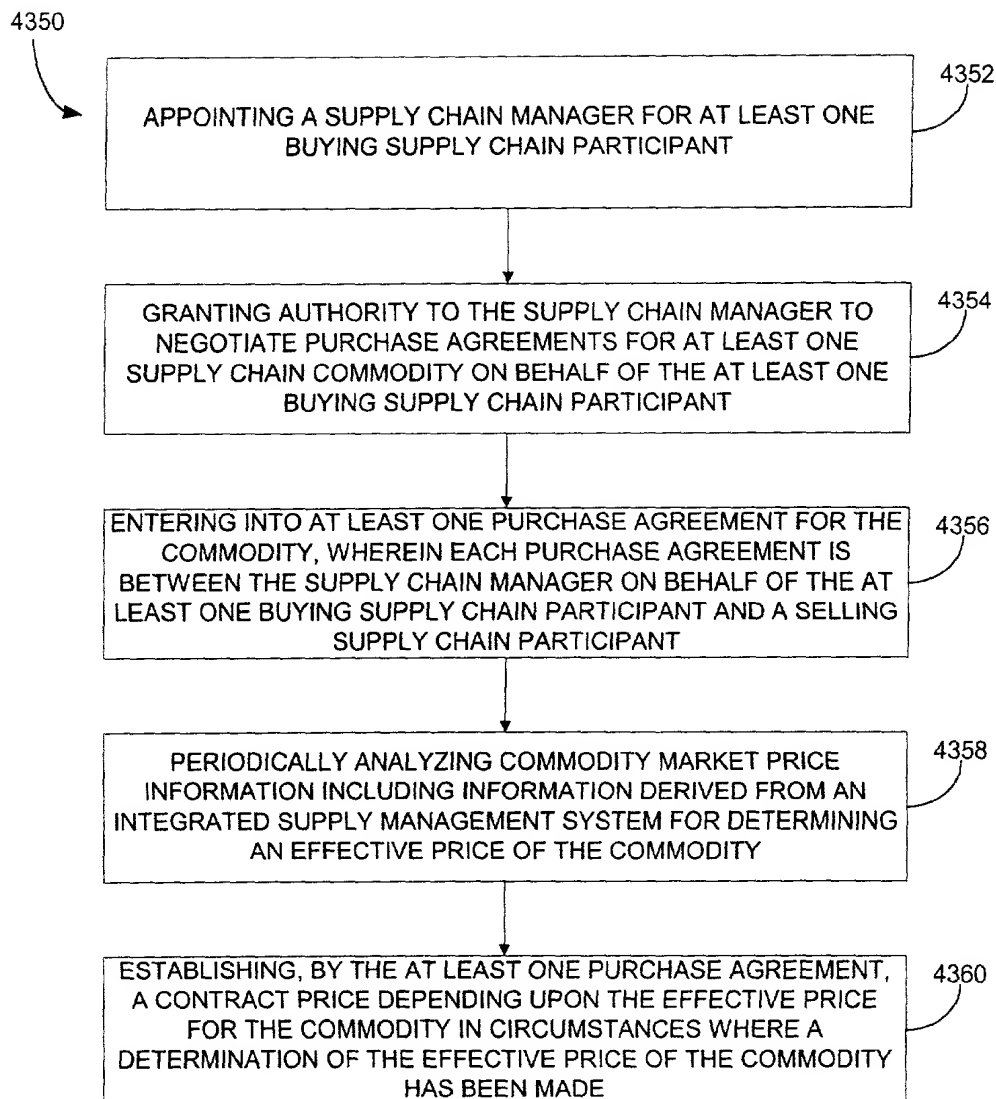 4350
4352
APPOINTING A SUPPLY CHAIN MANAGER FOR AT LEAST ONE
BUYING SUPPLY CHAIN PARTICIPANT
4354
GRANTING AUTHORITY TO THE SUPPLY CHAIN MANAGER TO
NEGOTIATE PURCHASE AGREEMENTS FOR AT LEAST ONE
SUPPLY CHAIN COMMODITY ON BEHALF OF THE AT LEAST ONE
BUYING SUPPLY CHAIN PARTICIPANT
4356
ENTERING INTO AT LEAST ONE PURCHASE AGREEMENT FOR THE
COMMODITY, WHEREIN EACH PURCHASE AGREEMENT IS
BETWEEN THE SUPPLY CHAIN MANAGER ON BEHALF OF THE AT
LEAST ONE BUYING SUPPLY CHAIN PARTICIPANT AND A SELLING
SUPPLY CHAIN PARTICIPANT
4358
PERIODICALLY ANALYZING COMMODITY MARKET PRICE
INFORMATION INCLUDING INFORMATION DERIVED FROM AN
INTEGRATED SUPPLY MANAGEMENT SYSTEM FOR DETERMINING
AN EFFECTIVE PRICE OF THE COMMODITY
4360
ESTABLISHING, BY THE AT LEAST ONE PURCHASE AGREEMENT,
A CONTRACT PRICE DEPENDING UPON THE EFFECTIVE PRICE
FOR THE COMMODITY IN CIRCUMSTANCES WHERE A
DETERMINATION OF THE EFFECTIVE PRICE OF THE COMMODITY
HAS BEEN MADE